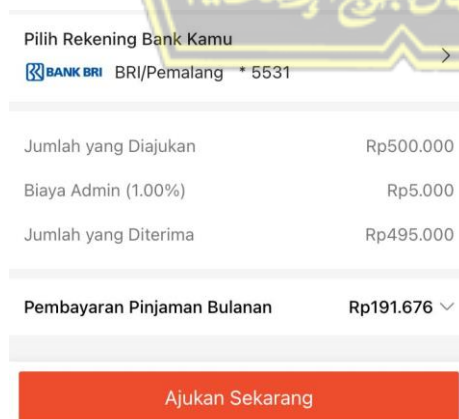 Pilih Rekening Bank Kamu
BANK BRI BRI/Pemalang * 5531
Jumlah yang Diajukan Rp500.000
Biaya Admin (1.00%) Rp5.000
Jumlah yang Diterima Rp495.000
Pembayaran Pinjaman Bulanan Rp191.676
Ajukan Sekarang